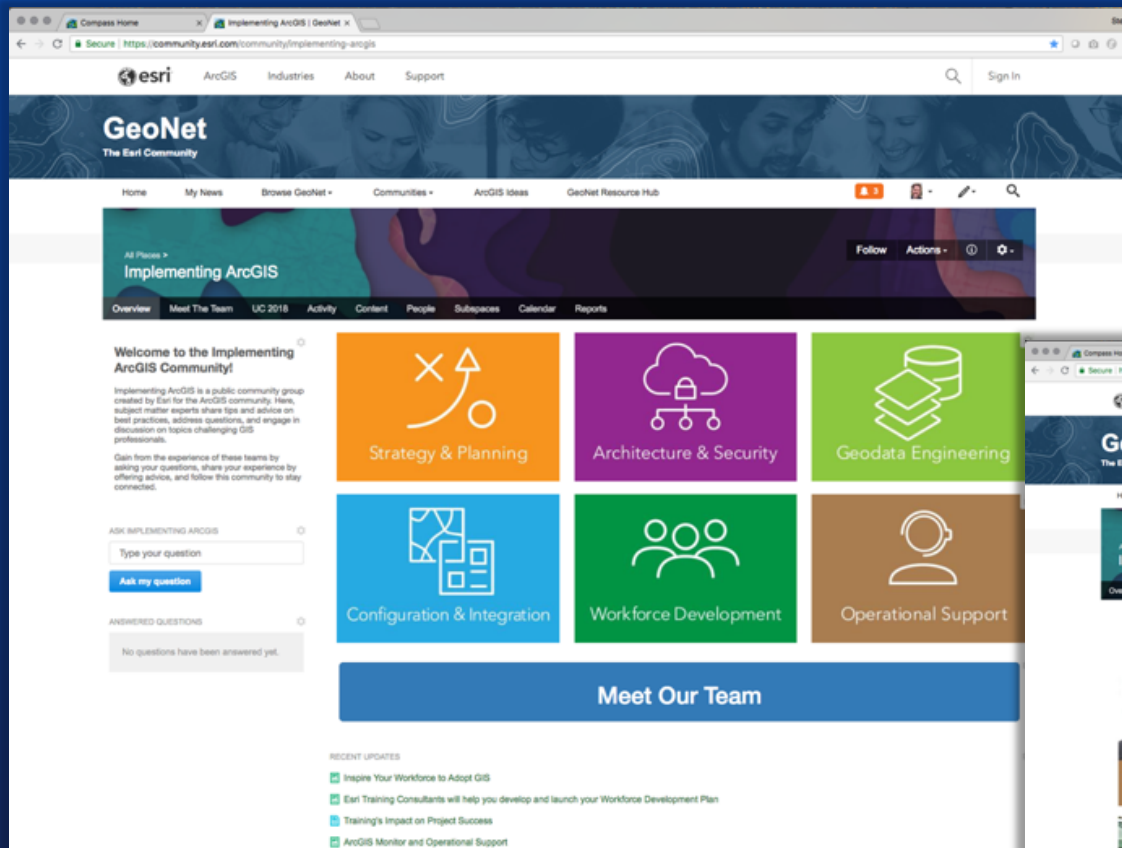 Compass Home
Implementing ArcGIS | GeoNet
Secure | https://community.esri.com/community/implementing-arcgis
esri
ArcGIS Industries About Support
Sign In
GeoNet
The Esri Community
Home My News Browse GeoNet Communities ArcGIS Ideas GeoNet Resource Hub
3
All Places >
Implementing ArcGIS
Follow Actions
Overview Meet The Team UC 2018 Activity Content People Subspaces Calendar Reports
Welcome to the Implementing
ArcGIS Community!
Implementing ArcGIS is a public community group
created by Esri for the ArcGIS community. Here,
subject matter experts share tips and advice on
best practices, address questions, and engage in
discussion on topics challenging GIS
professionals.
Gain from the experience of these teams by
asking your questions, share your experience by
offering advice, and follow this community to stay
connected.
ASK IMPLEMENTING ARCGIS
Type your question
Ask my question
ANSWERED QUESTIONS
No questions have been answered yet.
Strategy & Planning
Architecture & Security
Geodata Engineering
Configuration & Integration
Workforce Development
Operational Support
Meet Our Team
RECENT UPDATES
Inspire Your Workforce to Adopt GIS
Esri Training Consultants will help you develop and launch your Workforce Development Plan
Training's Impact on Project Success
ArcGIS Monitor and Operational Support
Secure